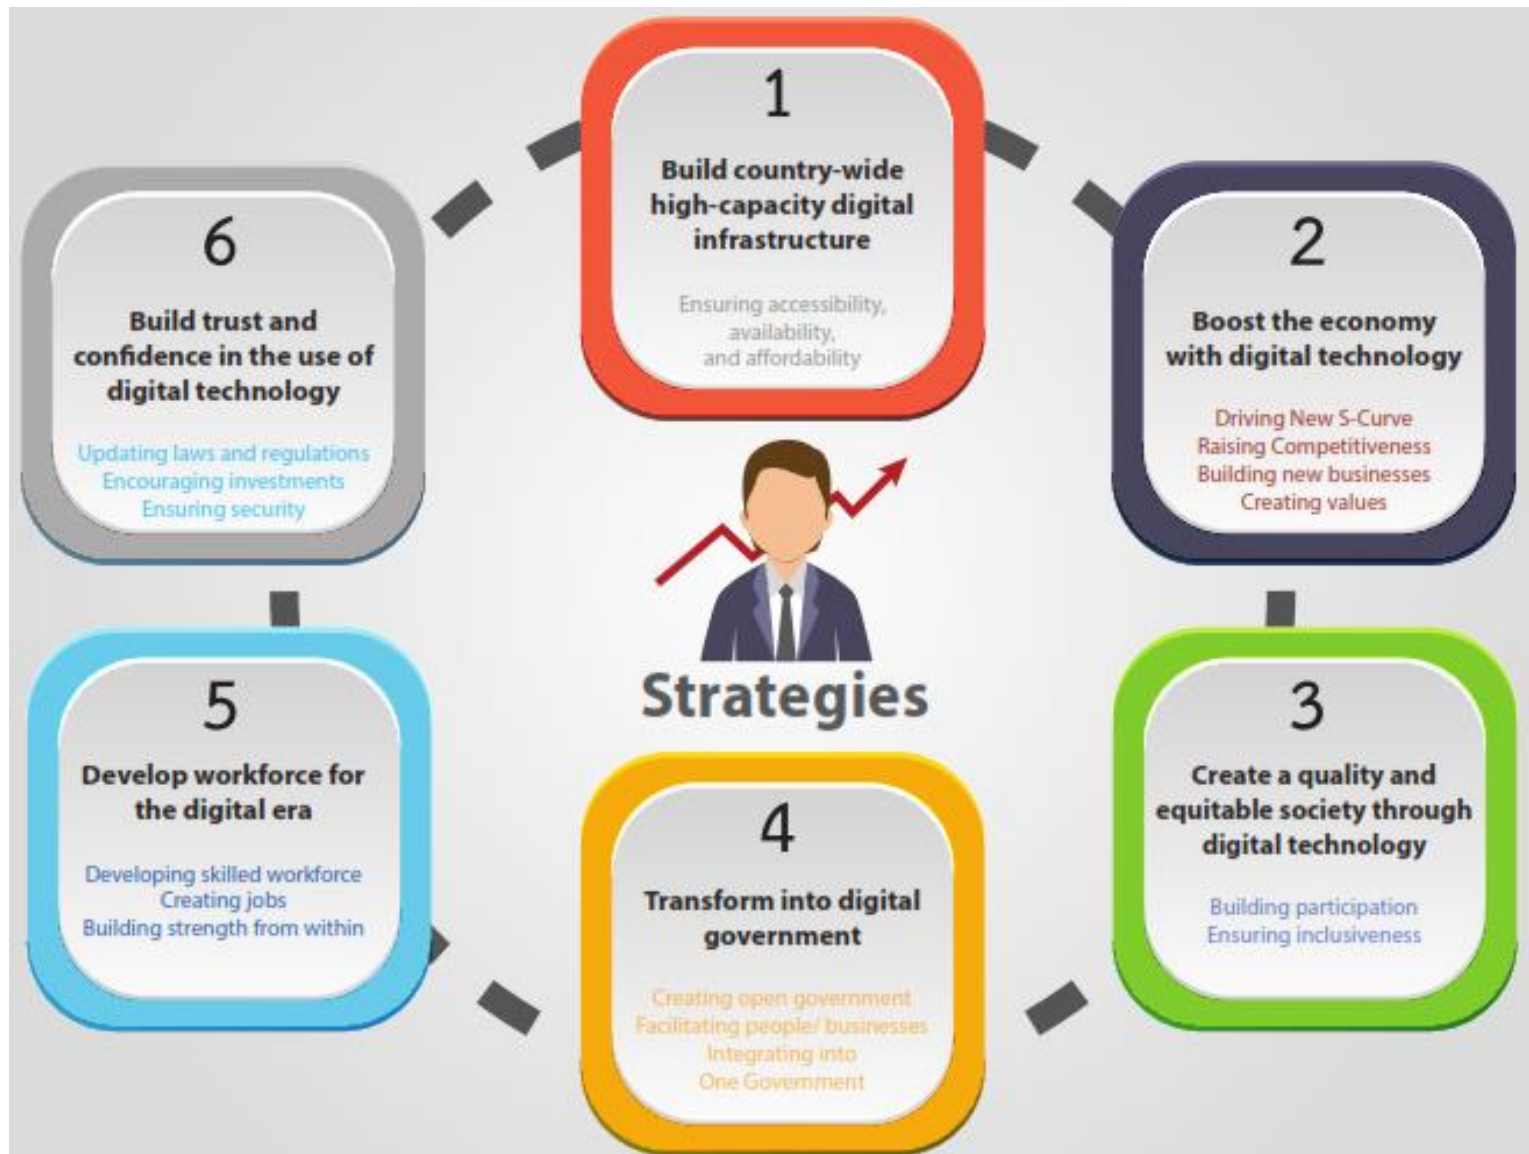 1
Build country-wide
high-capacity digital
infrastructure
Ensuring accessibility,
availability,
and affordability
2
Boost the economy
with digital technology
Driving New S-Curve
Raising Competitiveness
Building new businesses
Creating values
3
Create a quality and
equitable society through
digital technology
Building participation
Ensuring inclusiveness
4
Transform into digital
government
Creating open government
Facilitating people/ businesses
Integrating into
One Government
5
Develop workforce for
the digital era
Developing skilled workforce
Creating jobs
Building strength from within
6
Build trust and
confidence in the use of
digital technology
Updating laws and regulations
Encouraging investments
Ensuring security
Strategies